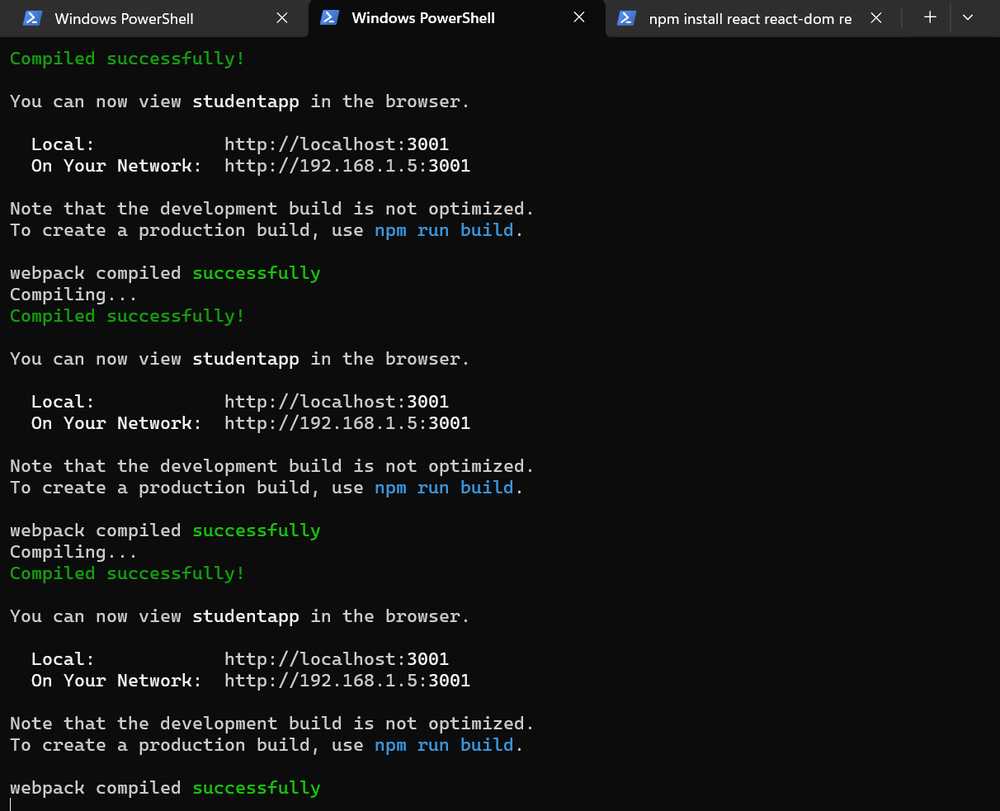 Windows PowerShell
Windows PowerShell
npm install react react-dom re
Compiled successfully!
You can now view studentapp in the browser.
Local: http://localhost:3001
On Your Network: http://192.168.1.5:3001
Note that the development build is not optimized.
To create a production build, use npm run build.
webpack compiled successfully
Compiling...
Compiled successfully!
You can now view studentapp in the browser.
Local: http://localhost:3001
On Your Network: http://192.168.1.5:3001
Note that the development build is not optimized.
To create a production build, use npm run build.
webpack compiled successfully
Compiling...
Compiled successfully!
You can now view studentapp in the browser.
Local: http://localhost:3001
On Your Network: http://192.168.1.5:3001
Note that the development build is not optimized.
To create a production build, use npm run build.
webpack compiled successfully